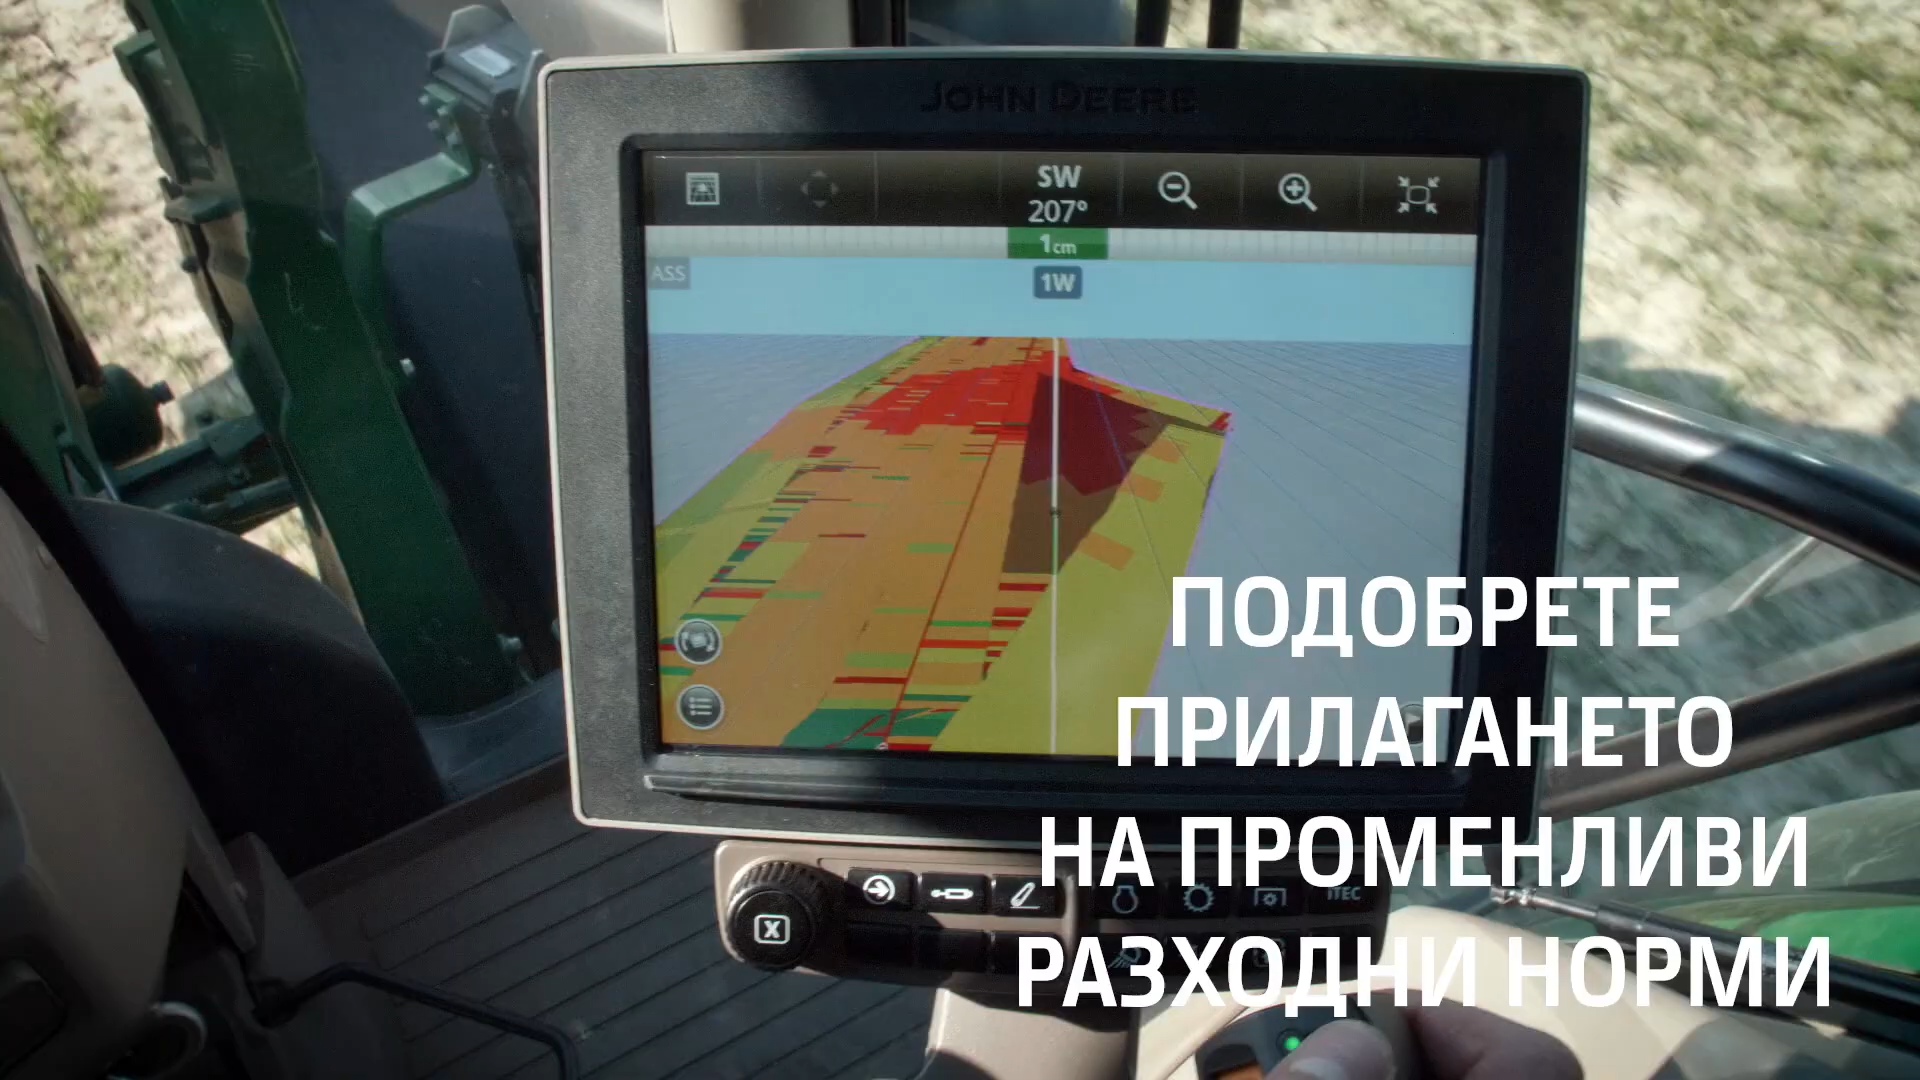 JOHN DEERE
SW
207°
1cm
ASS
1W
ПОДОБРЕТЕ
ПРИЛАГАНЕТО
НА ПРОМЕНЛИВИ
РАЗХОДНИ НОРМИ
X
ITEC